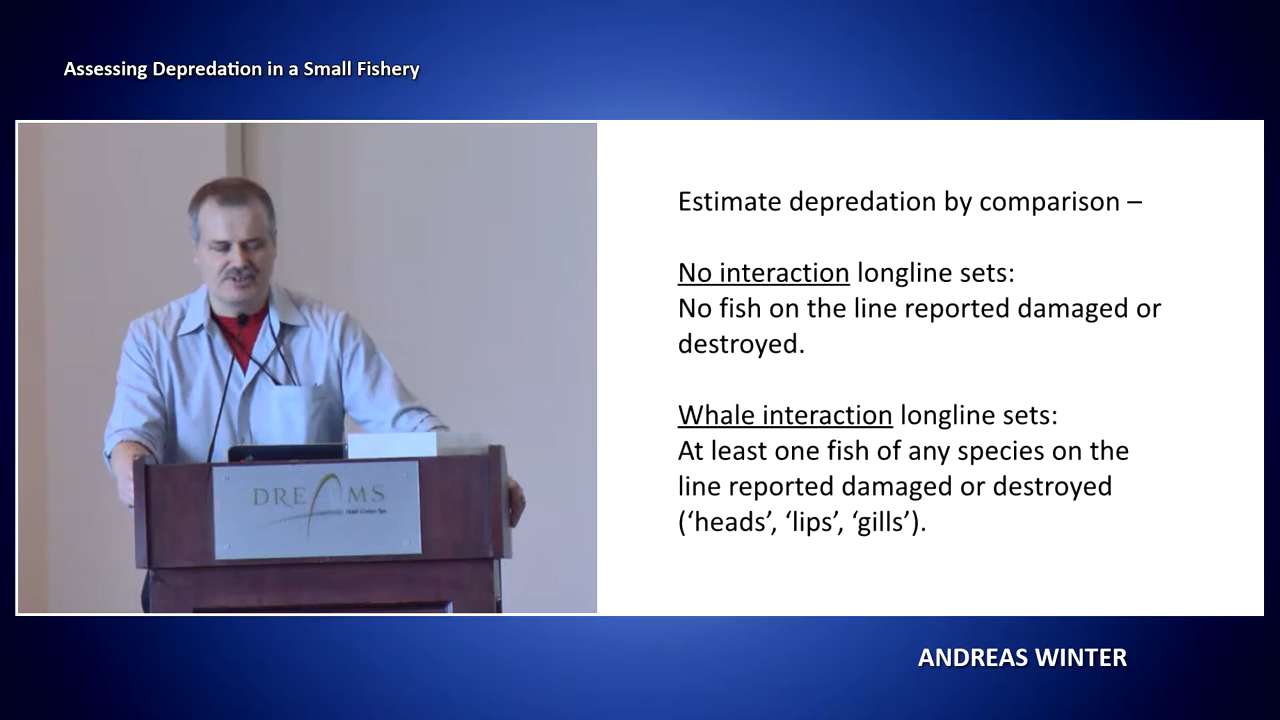 Assessing Depredation in a Small Fishery
DREAMS
Estimate depredation by comparison –
No interaction longline sets:
No fish on the line reported damaged or
destroyed.
Whale interaction longline sets:
At least one fish of any species on the
line reported damaged or destroyed
(‘heads’, ‘lips’, ‘gills’).
ANDREAS WINTER